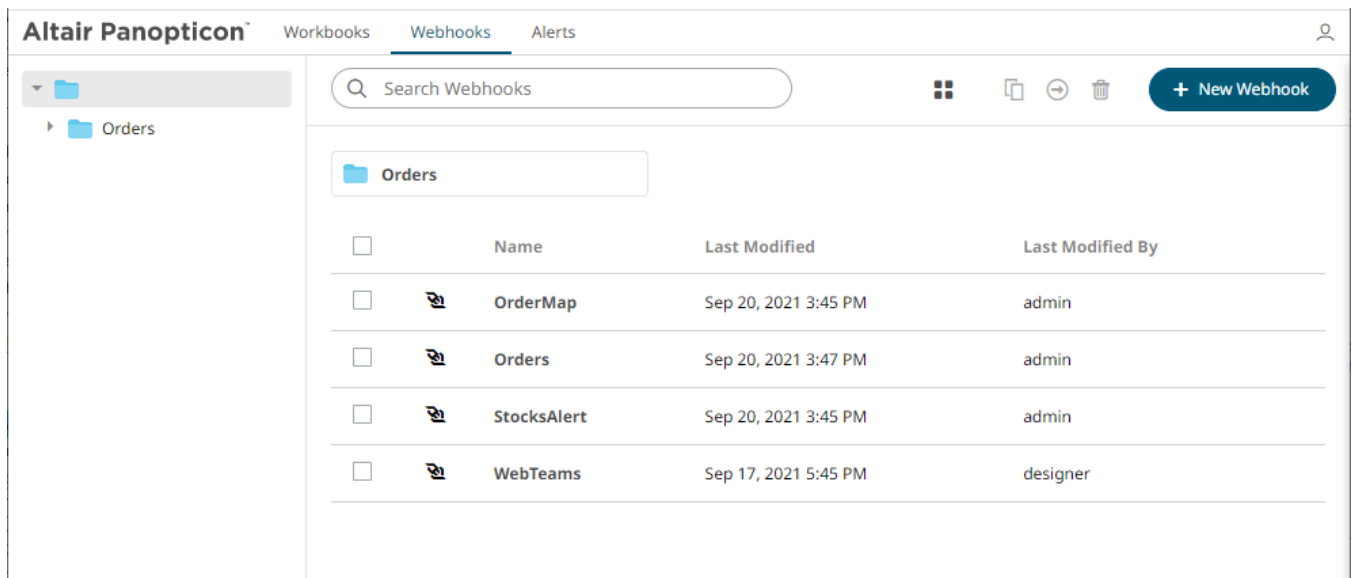 Altair Panopticon™ Workbooks Webhooks Alerts
Search Webhooks + New Webhook
Orders
Orders
Name Last Modified Last Modified By
OrderMap Sep 20, 2021 3:45 PM admin
Orders Sep 20, 2021 3:47 PM admin
StocksAlert Sep 20, 2021 3:45 PM admin
WebTeams Sep 17, 2021 5:45 PM designer